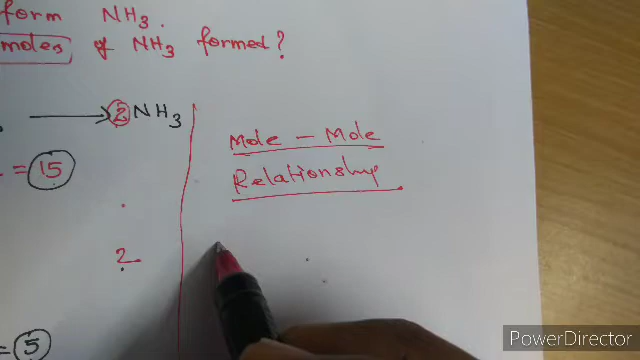 form NH3.
moles of NH3 formed?
→ 2NH3
Mole - Mole
= 15
Relationship
2
= 5
PowerDirector